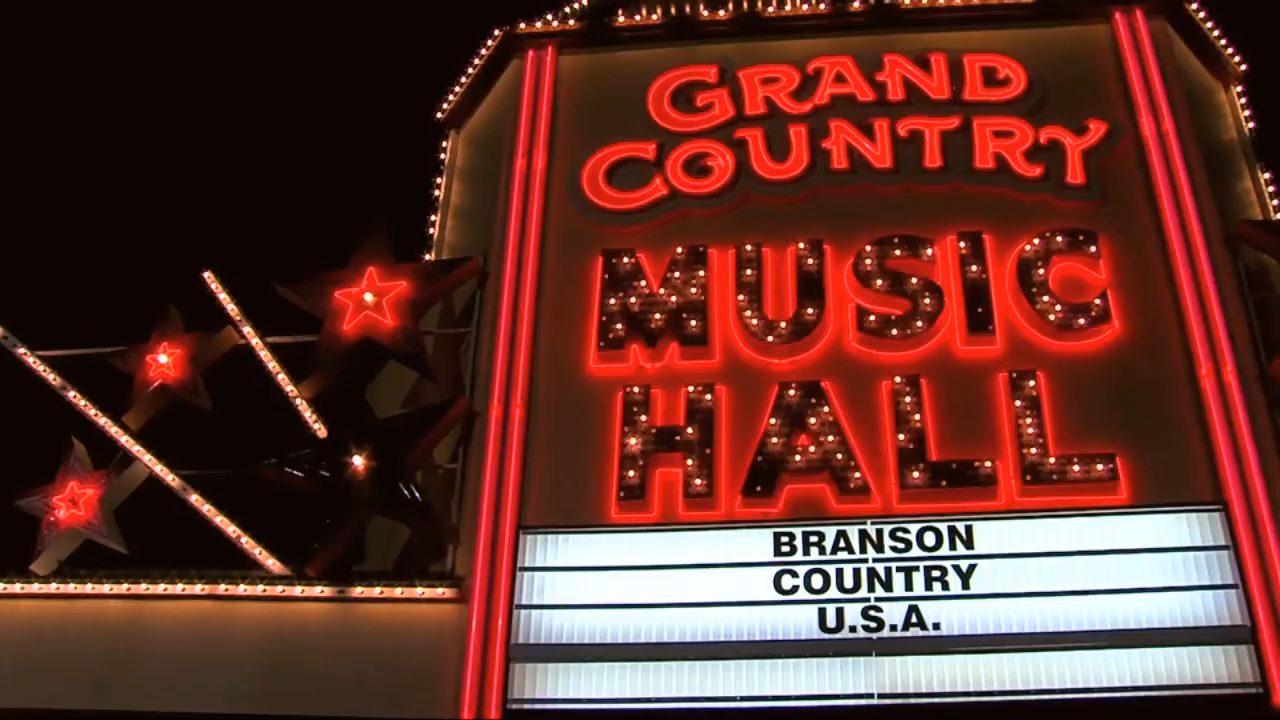 GRAND
COUNTRY
MUSIC
HALL
BRANSON
COUNTRY
U.S.A.